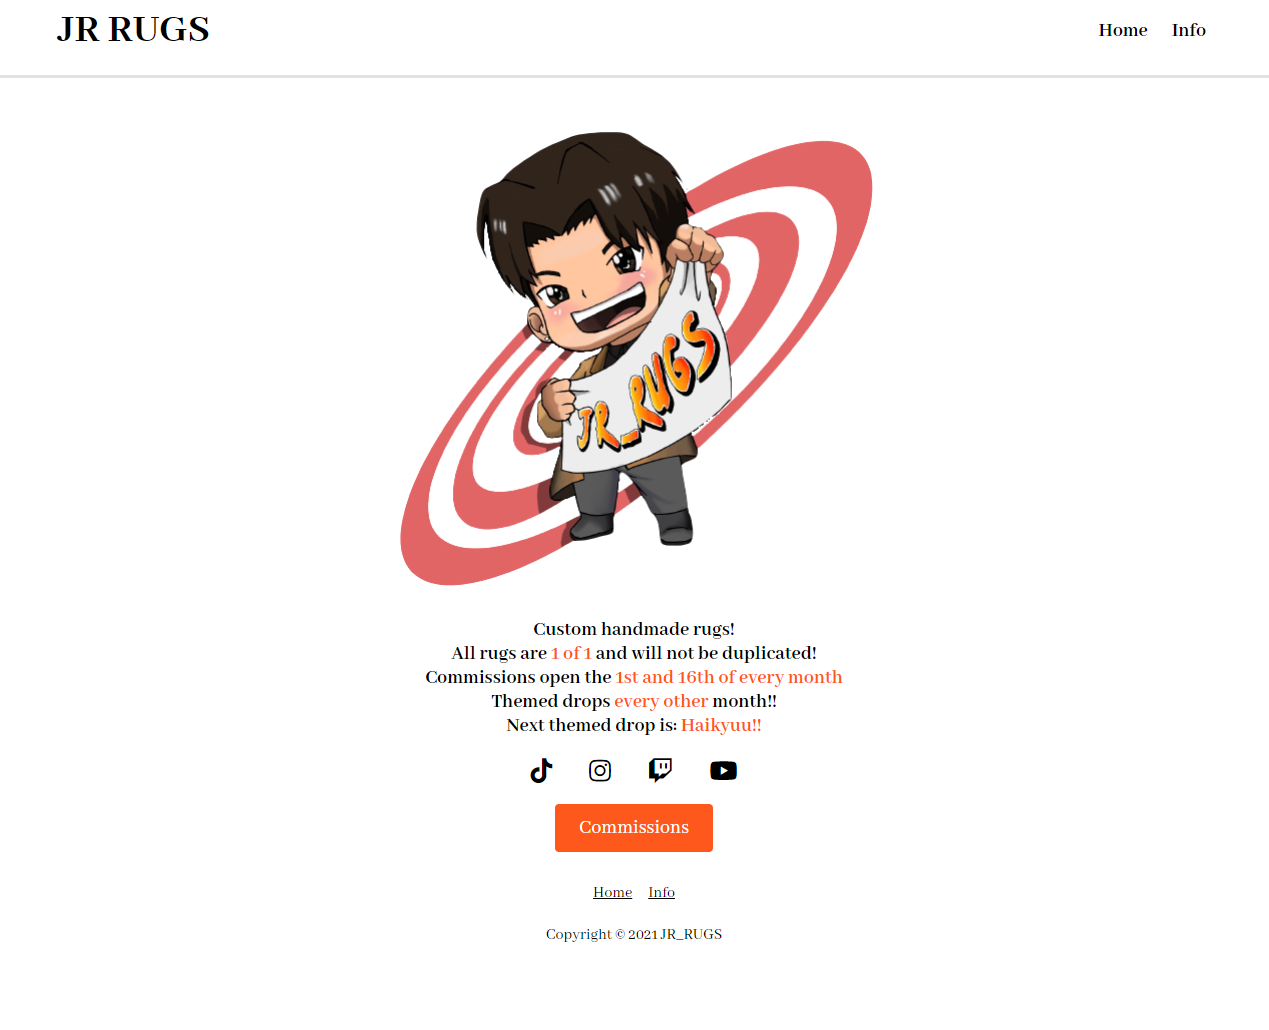 JR RUGS
Home Info
JR_RUGS
Custom handmade rugs!
All rugs are 1 of 1 and will not be duplicated!
Commissions open the 1st and 16th of every month
Themed drops every other month!!
Next themed drop is: Haikyuu!!
Commissions
Home Info
Copyright © 2021 JR_RUGS